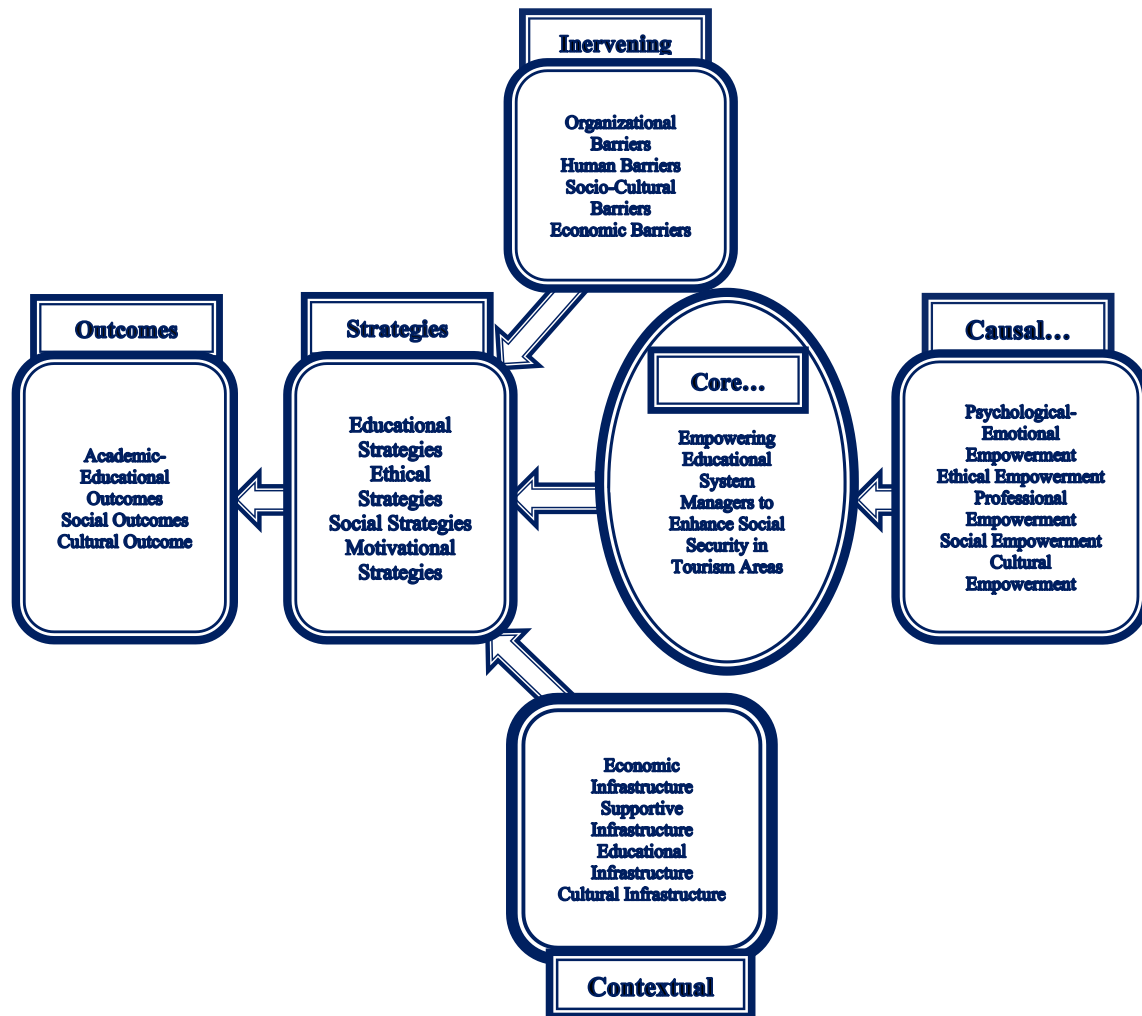 Inervening
Organizational
Barriers
Human Barriers
Socio-Cultural
Barriers
Economic Barriers
Outcomes
Academic-
Educational
Outcomes
Social Outcomes
Cultural Outcome
Strategies
Educational
Strategies
Ethical
Strategies
Social Strategies
Motivational
Strategies
Core...
Empowering
Educational
System
Managers to
Enhance Social
Security in
Tourism Areas
Causal...
Psychological-
Emotional
Empowerment
Ethical Empowerment
Professional
Empowerment
Social Empowerment
Cultural
Empowerment
Economic
Infrastructure
Supportive
Infrastructure
Educational
Infrastructure
Cultural Infrastructure
Contextual